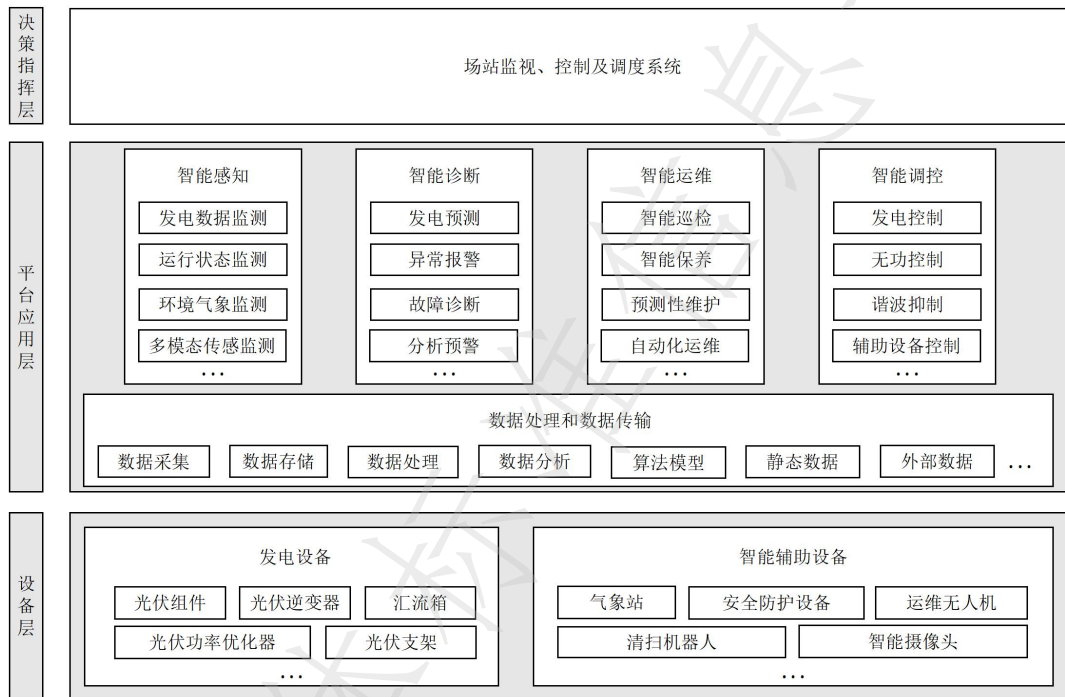 决策指挥层
场站监视、控制及调度系统
平台应用层
智能感知
发电数据监测
运行状态监测
环境气象监测
多模态传感监测
...
智能诊断
发电预测
异常报警
故障诊断
分析预警
...
智能运维
智能巡检
智能保养
预测性维护
自动化运维
...
智能调控
发电控制
无功控制
谐波抑制
辅助设备控制
...
数据处理和数据传输
数据采集 数据存储 数据处理 数据分析 算法模型 静态数据 外部数据 ...
设备层
发电设备
光伏组件 光伏逆变器 汇流箱
光伏功率优化器 光伏支架
...
智能辅助设备
气象站 安全防护设备 运维无人机
清扫机器人 智能摄像头
...
体标准信息